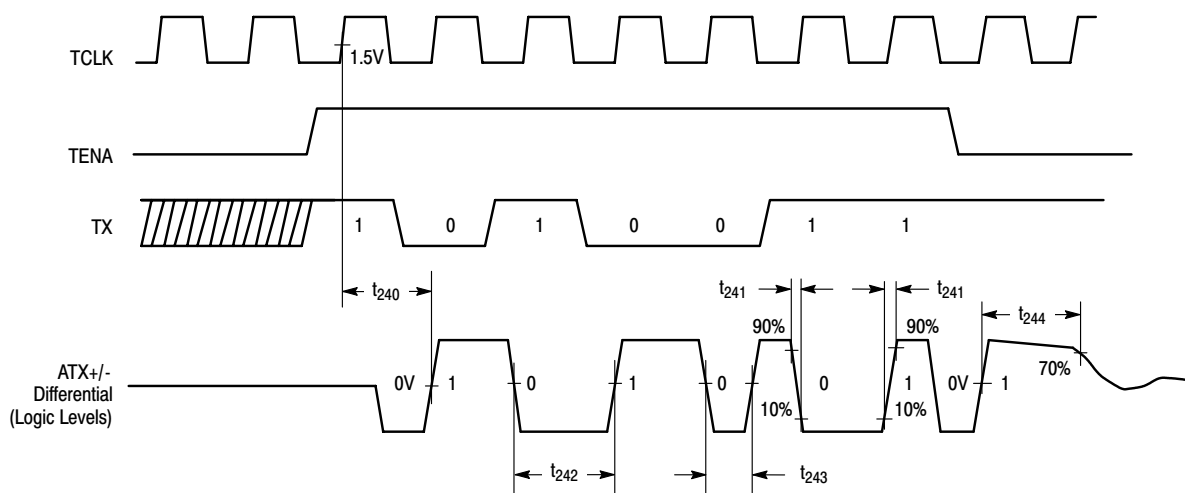 TCLK
1.5V
TENA
TX
1 0 1 0 0 1 1
t240
t241 t241
t244
90% 90%
70%
ATX+/-
Differential
(Logic Levels)
0V 1 0 1 0 0 1 0V 1
10% 10%
t242 t243